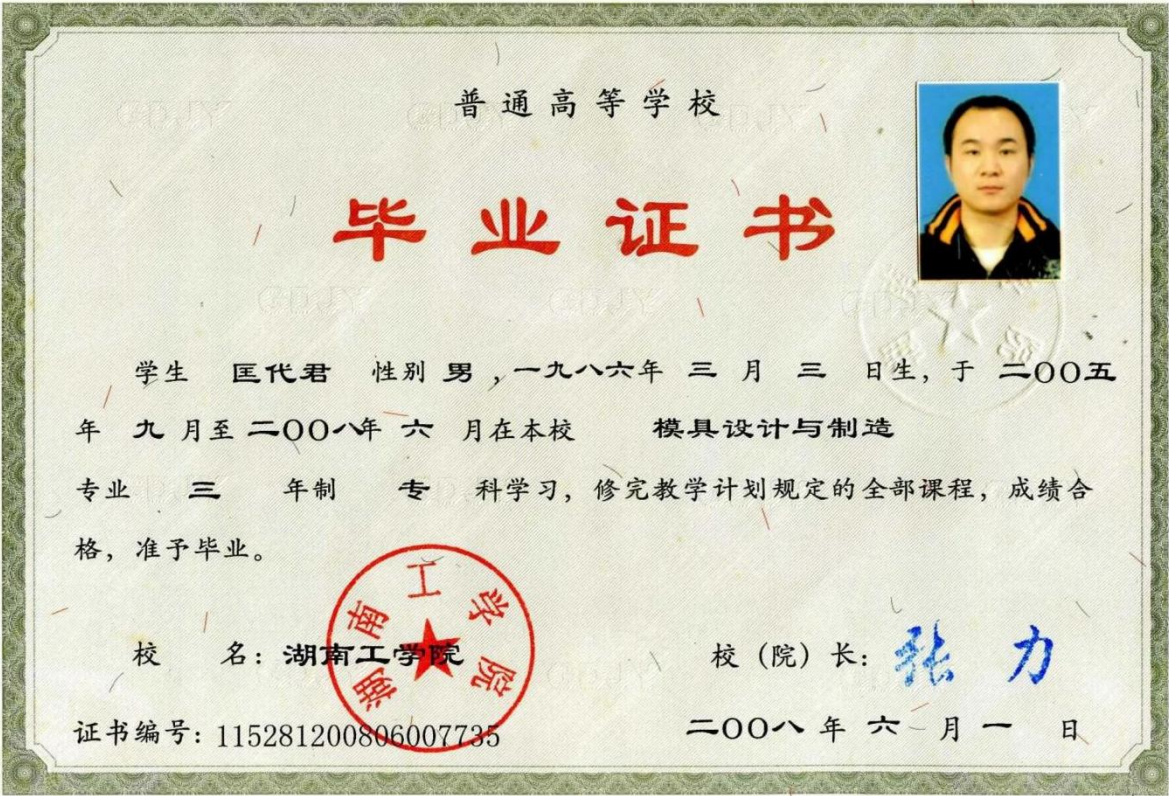 普通高等学校
毕业证书
学生 匡代君 性别 男 ,一九八六年 三 月 三 日生, 于 二OO五
年 九 月至 二OO八年 六 月在本校 模具设计与制造
专业 三 年制 专 科学习, 修完教学计划规定的全部课程, 成绩合
格, 准予毕业。
校 名: 湖南工学院
湖南工学院
校 (院) 长: 张力
证书编号: 115281200806007735
二OO八 年 六 月 一 日